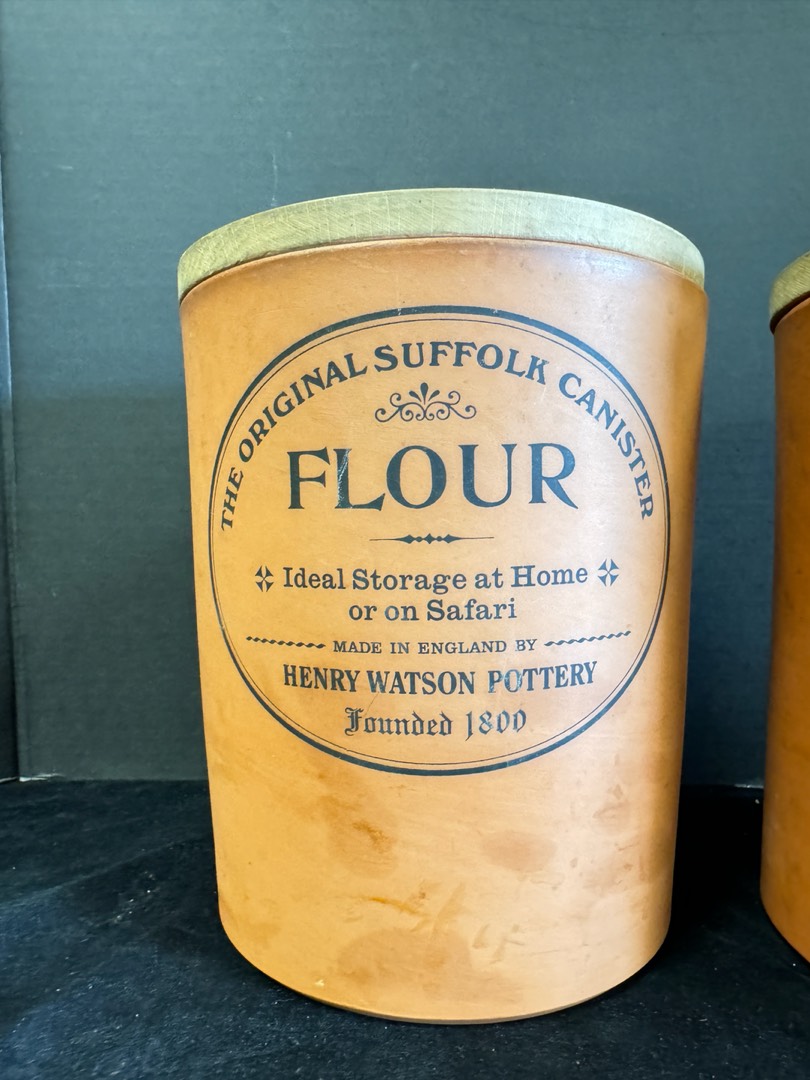 THE ORIGINAL SUFFOLK CANISTER
FLOUR
Ideal Storage at Home
or on Safari
MADE IN ENGLAND BY
HENRY WATSON POTTERY
Founded 1800